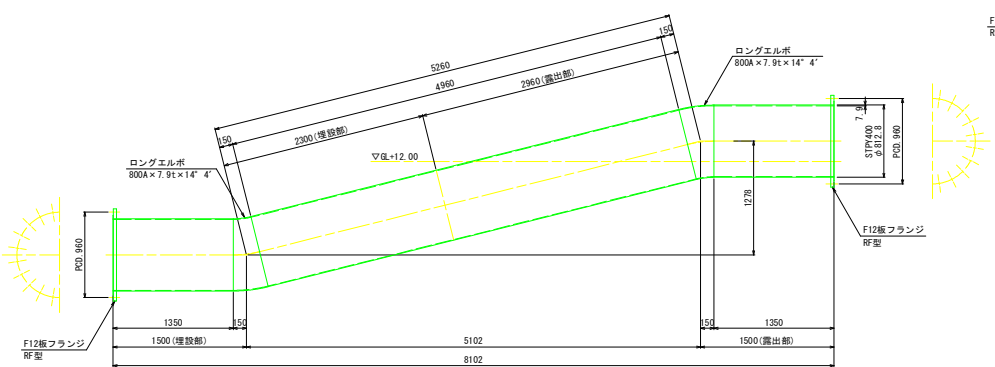 F
R
5260
150
4960
2960(露出部)
150
2300(埋設部)
ロングエルボ
800A×7.9t×14° 4′
▽GL+12.00
ロングエルボ
800A×7.9t×14° 4′
7.9
STPY400
φ812.8
PCD.960
1278
PCD.960
F12板フランジ
RF型
F12板フランジ
RF型
1350
150
150
1350
1500(埋設部)
5102
1500(露出部)
8102